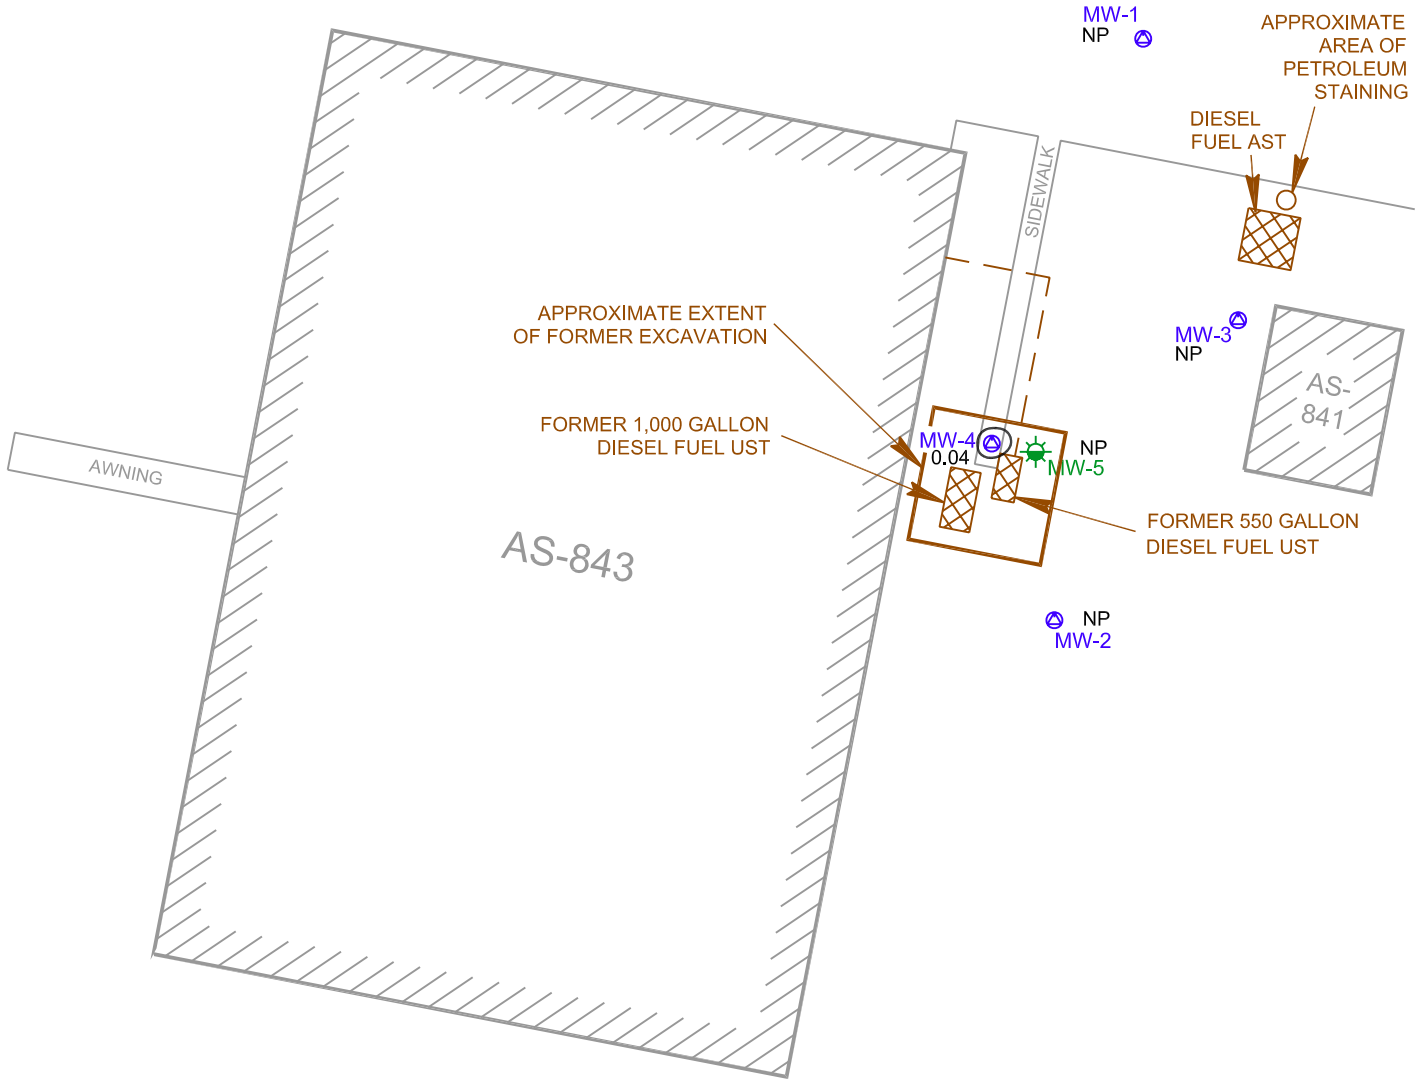 MW-1
NP
APPROXIMATE
AREA OF
PETROLEUM
STAINING
DIESEL
FUEL AST
SIDEWALK
APPROXIMATE EXTENT
OF FORMER EXCAVATION
MW-3
NP
AS-
841
FORMER 1,000 GALLON
DIESEL FUEL UST
MW-4
0.04
NP
MW-5
AWNING
FORMER 550 GALLON
DIESEL FUEL UST
AS-843
NP
MW-2